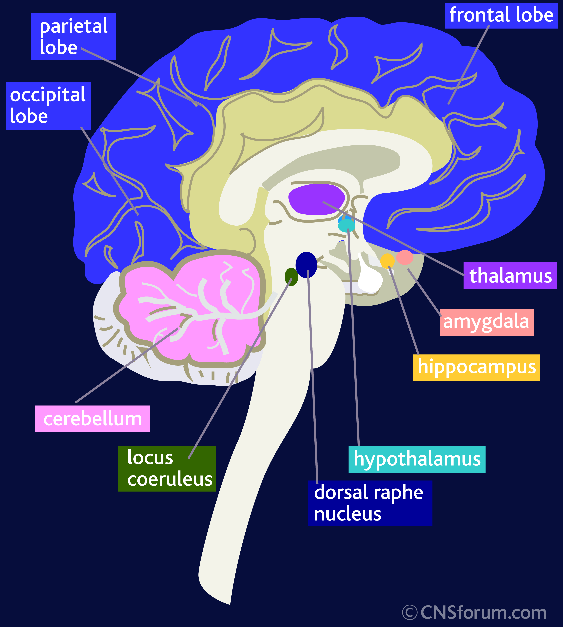 parietal
lobe
frontal lobe
occipital
lobe
thalamus
amygdala
hippocampus
cerebellum
locus
coeruleus
hypothalamus
dorsal raphe
nucleus
© CNSforum.com